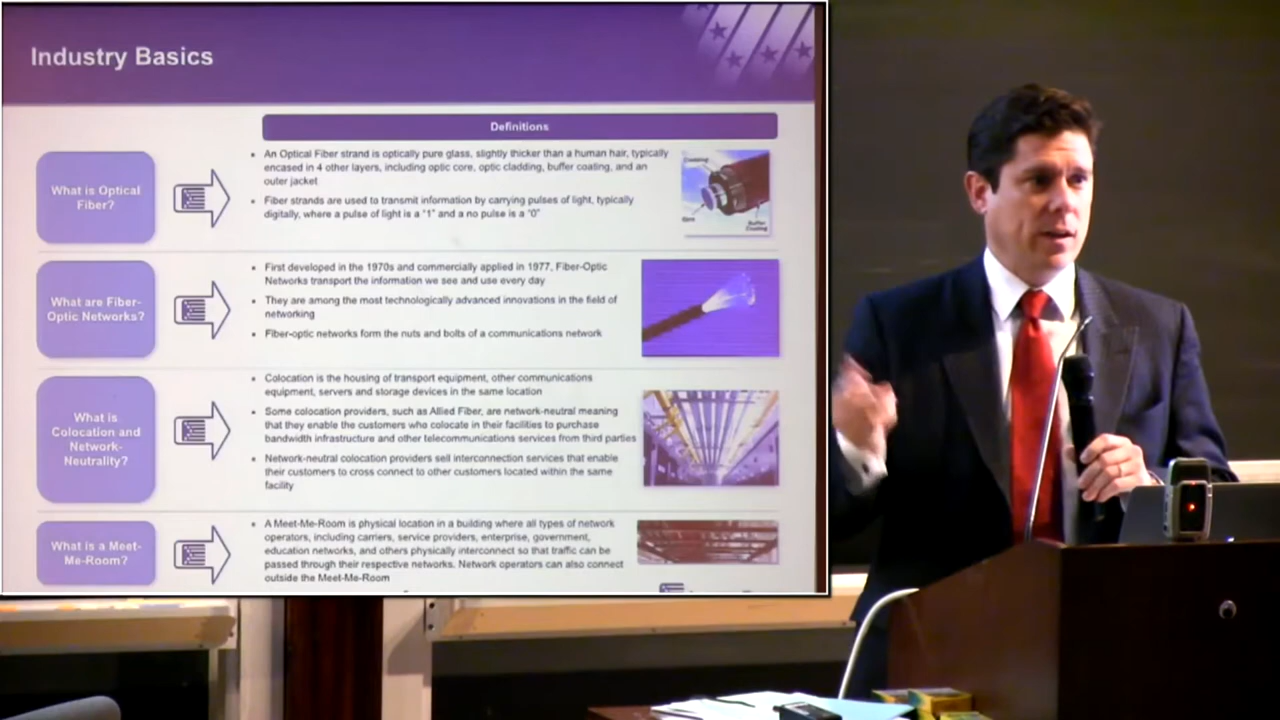 Industry Basics
Definitions
What is Optical
Fiber?
An Optical Fiber strand is optically pure glass, slightly thicker than a human hair, typically
encased in 4 other layers, including optic core, optic cladding, buffer coating, and an
outer jacket
Fiber strands are used to transmit information by carrying pulses of light, typically
digitally, where a pulse of light is a "1" and a no pulse is a "0"
Cladding
Core
Buffer
Coating
What are Fiber-
Optic Networks?
First developed in the 1970s and commercially applied in 1977, Fiber-Optic
Networks transport the information we see and use every day
They are among the most technologically advanced innovations in the field of
networking
Fiber-optic networks form the nuts and bolts of a communications network
What is
Colocation and
Network-
Neutrality?
Colocation is the housing of transport equipment, other communications
equipment, servers and storage devices in the same location
Some colocation providers, such as Allied Fiber, are network-neutral meaning
that they enable the customers who colocate in their facilities to purchase
bandwidth infrastructure and other telecommunications services from third parties
Network-neutral colocation providers sell interconnection services that enable
their customers to cross connect to other customers located within the same
facility
What is a Meet-
Me-Room?
A Meet-Me-Room is physical location in a building where all types of network
operators, including carriers, service providers, enterprise, government,
education networks, and others physically interconnect so that traffic can be
passed through their respective networks. Network operators can also connect
outside the Meet-Me-Room